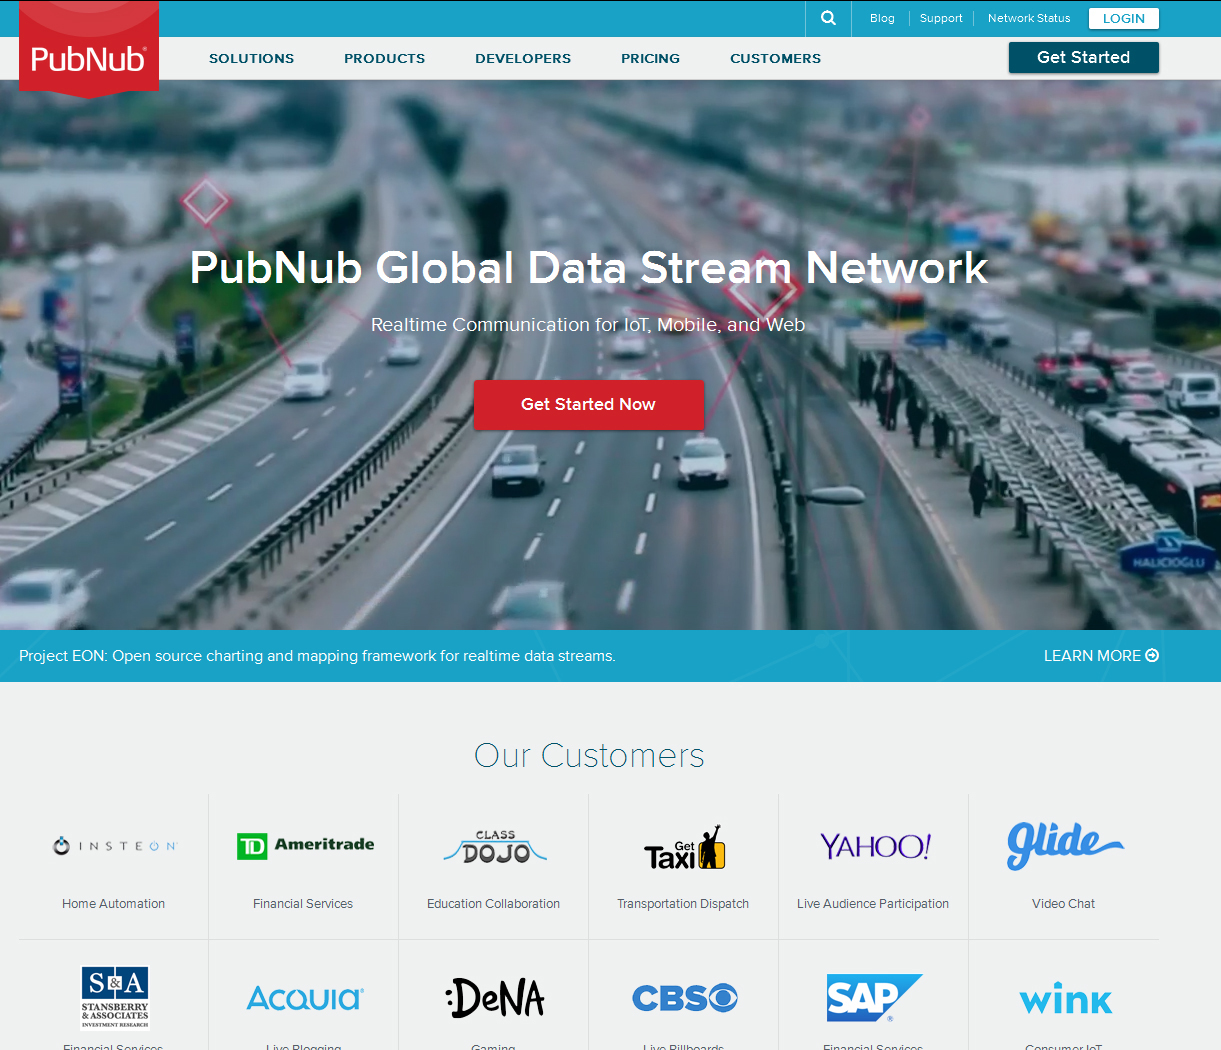 Blog
Support
Network Status
LOGIN
PubNub®
SOLUTIONS
PRODUCTS
DEVELOPERS
PRICING
CUSTOMERS
Get Started
PubNub Global Data Stream Network
Realtime Communication for IoT, Mobile, and Web
Get Started Now
HALICIOĞLU
Project EON: Open source charting and mapping framework for realtime data streams.
LEARN MORE
Our Customers
INSTEON
TD Ameritrade
CLASS DOJO
Get Taxi
YAHOO!
glide
Home Automation
Financial Services
Education Collaboration
Transportation Dispatch
Live Audience Participation
Video Chat
S&A
STANSBERRY
& ASSOCIATES
INVESTMENT RESEARCH
ACQUIA®
:DeNA
CBS
SAP®
wink
Financial Services
Live Blogging
Gaming
Live Billboards
Financial Services
Consumer IoT